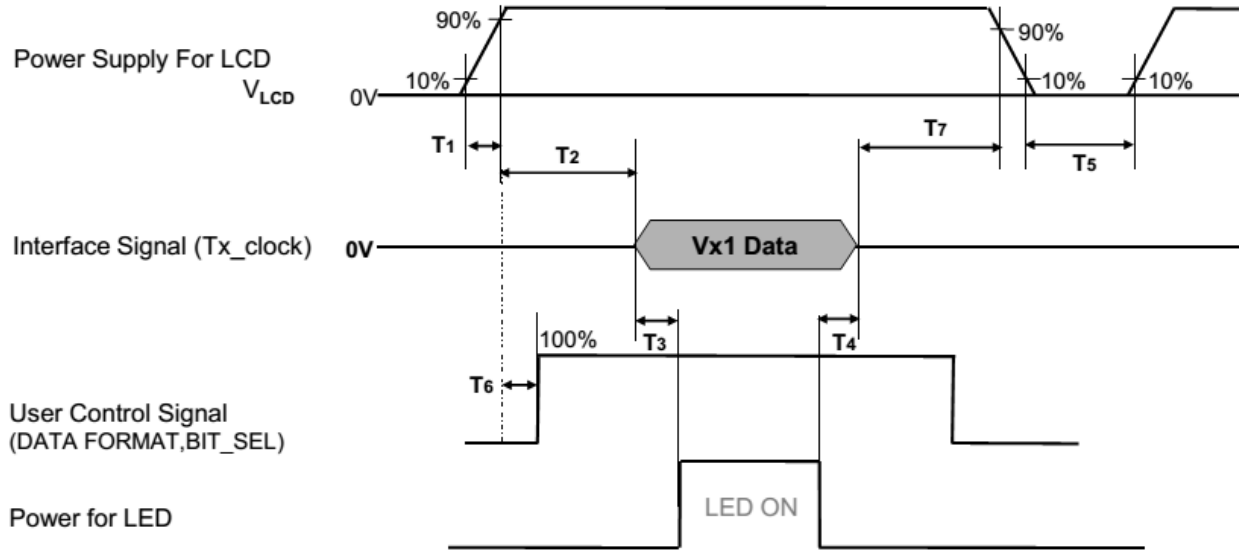 90%
90%
Power Supply For LCD
VLCD
10%
10%
10%
0V
T1
T2
T7
T5
Interface Signal (Tx_clock)
0V
Vx1 Data
100%
T3
T4
T6
User Control Signal
(DATA FORMAT,BIT_SEL)
Power for LED
LED ON